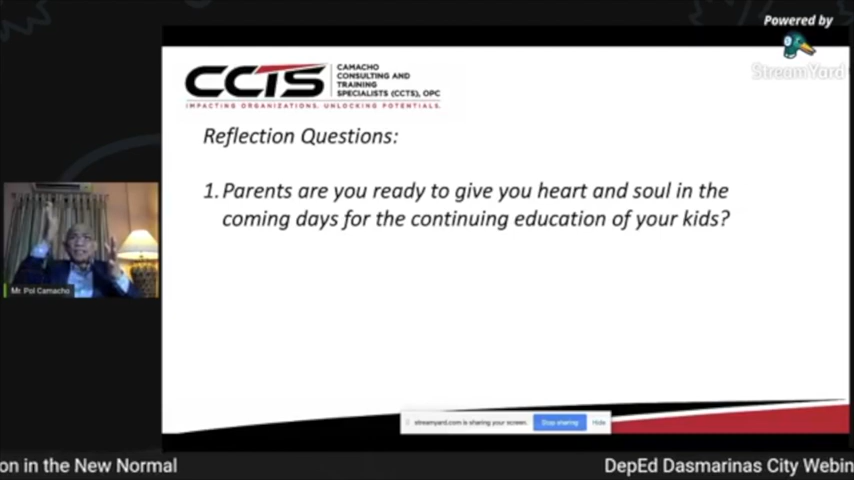 Powered by
StreamYard
CCTS
CAMACHO
CONSULTING AND
TRAINING
SPECIALISTS (CCTS), OPC
IMPACTING ORGANIZATIONS. UNLOCKING POTENTIALS.
Reflection Questions:
1. Parents are you ready to give you heart and soul in the
coming days for the continuing education of your kids?
Mr. Pol Camacho
streamyard.com is sharing your screen.
Stop sharing
Hide
on in the New Normal
DepEd Dasmarinas City Webin